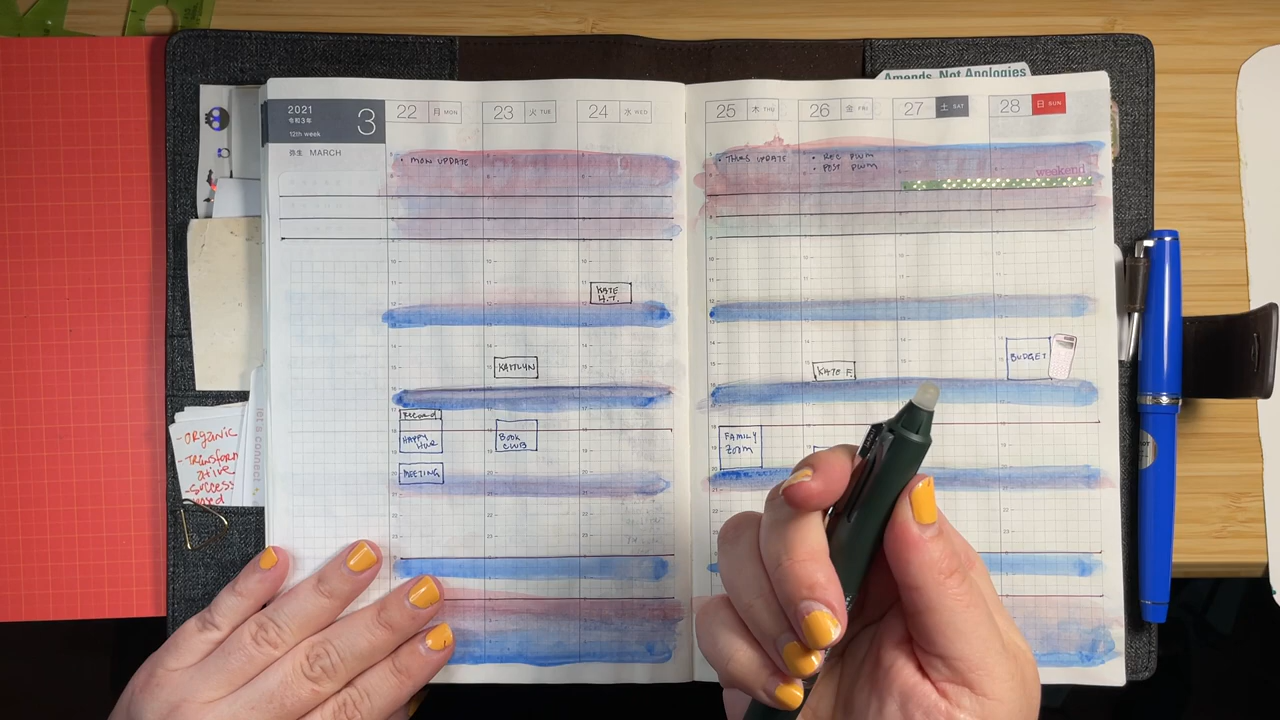 Amends, Not Apologies
2021
令和3年
12th week
3
弥生 MARCH
22 月 MON
23 火 TUE
24 水 WED
25 木 THU
26 金 FRI
27 土 SAT
28 日 SUN
• MON UPDATE
• THURS UPDATE
• REC PWM
• POST PWM
weekend
KATE
H.T.
KAITLYN
KATE F.
BUDGET
Record
HAPPY
Hive
MEETING
BOOK
CLUB
FAMILY
Zoom
-ORGANIC
-TRANSFORM
ative
-SUCCESS